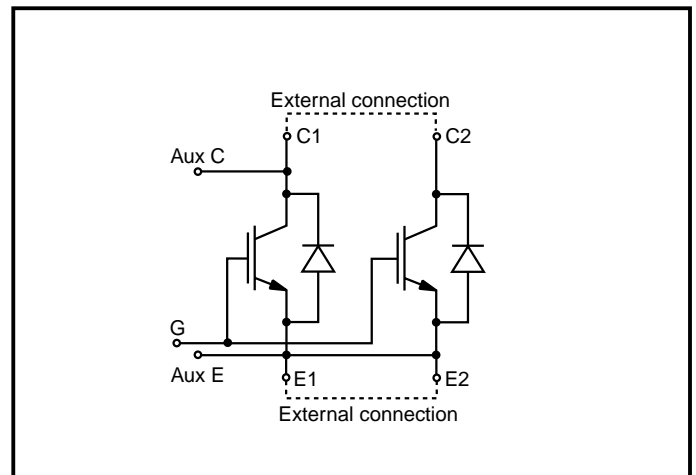 External connection
C1
C2
Aux C
G
Aux E
E1
E2
External connection